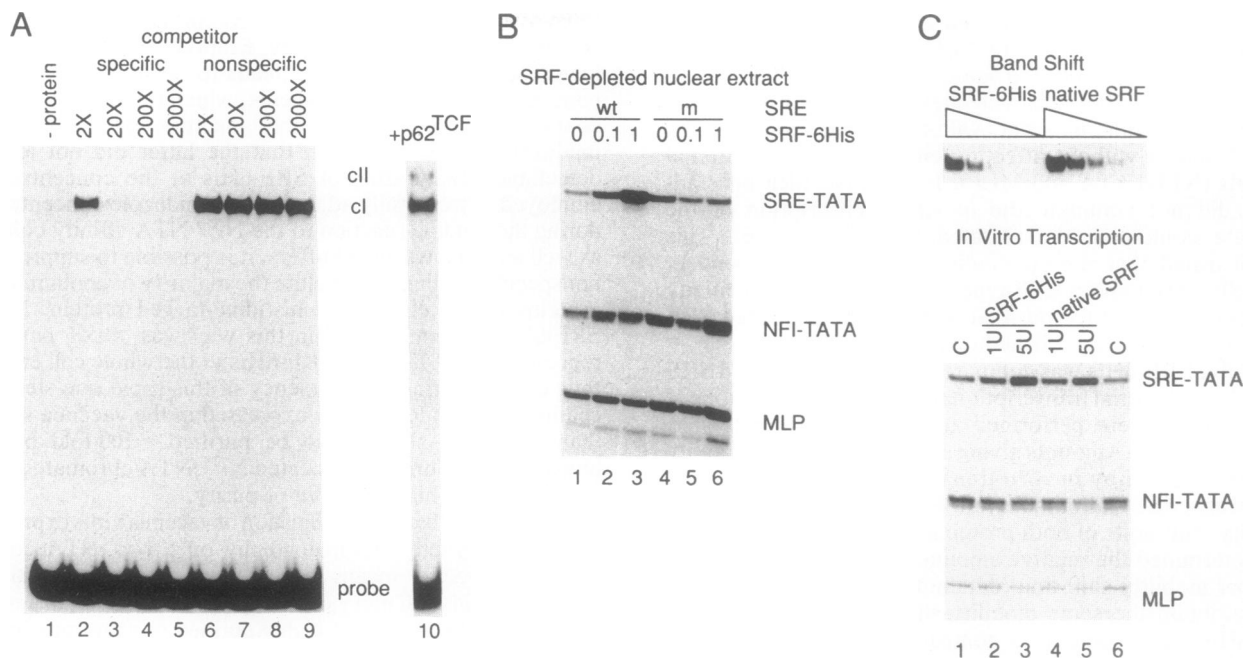 A
competitor
specific
nonspecific
- protein
2X
20X
200X
2000X
2X
20X
200X
2000X
+p62TCF
cII
cI
probe
1 2 3 4 5 6 7 8 9
10
B
SRF-depleted nuclear extract
wt m SRE
0 0.1 1 0 0.1 1 SRF-6His
SRE-TATA
NFI-TATA
MLP
1 2 3 4 5 6
C
Band Shift
SRF-6His native SRF
In Vitro Transcription
SRF-6His
native SRF
C
1U
5U
1U
5U
C
SRE-TATA
NFI-TATA
MLP
1 2 3 4 5 6